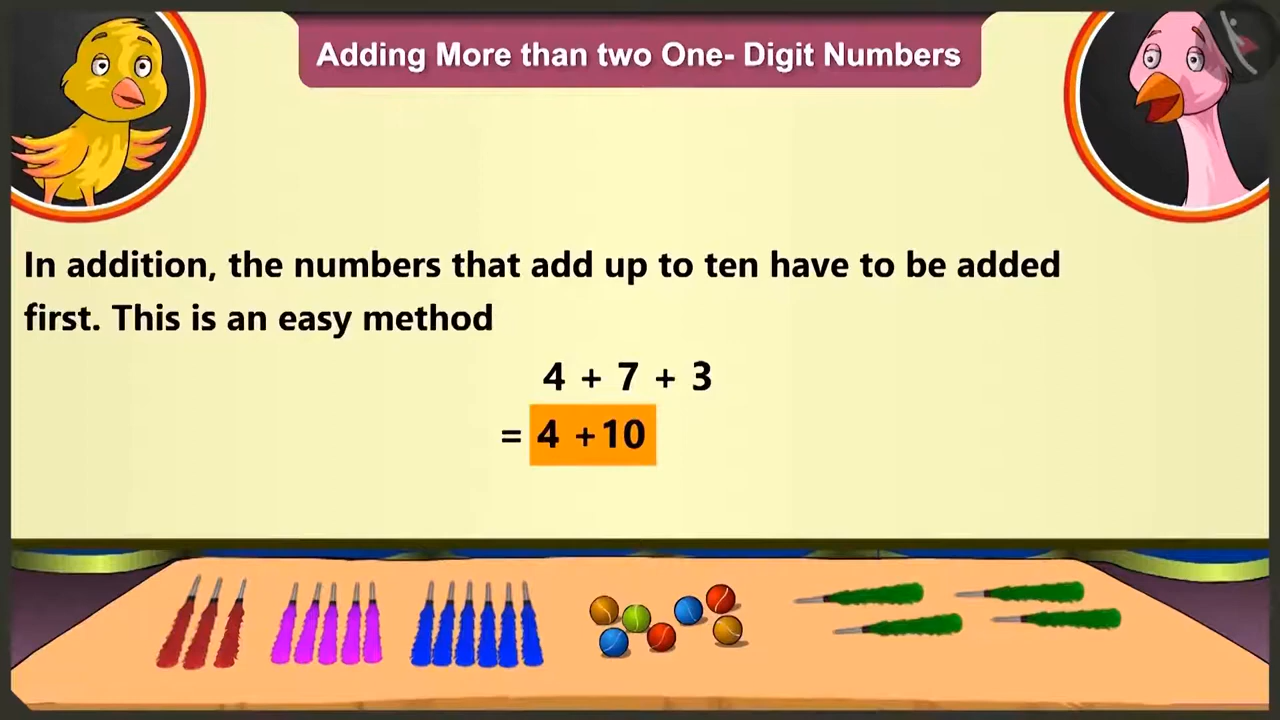 Adding More than two One- Digit Numbers
In addition, the numbers that add up to ten have to be added
first. This is an easy method
4 + 7 + 3
= 4 +10